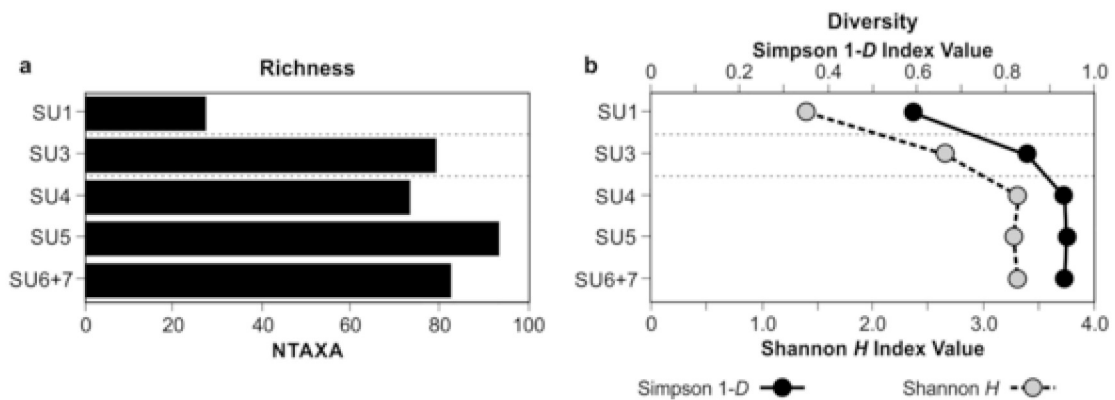 a
Richness
SU1
SU3
SU4
SU5
SU6+7
0 20 40 60 80 100
NTAXA
b
Diversity
Simpson 1-D Index Value
0 0.2 0.4 0.6 0.8 1.0
SU1
SU3
SU4
SU5
SU6+7
0 1.0 2.0 3.0 4.0
Shannon H Index Value
Simpson 1-D
Shannon H